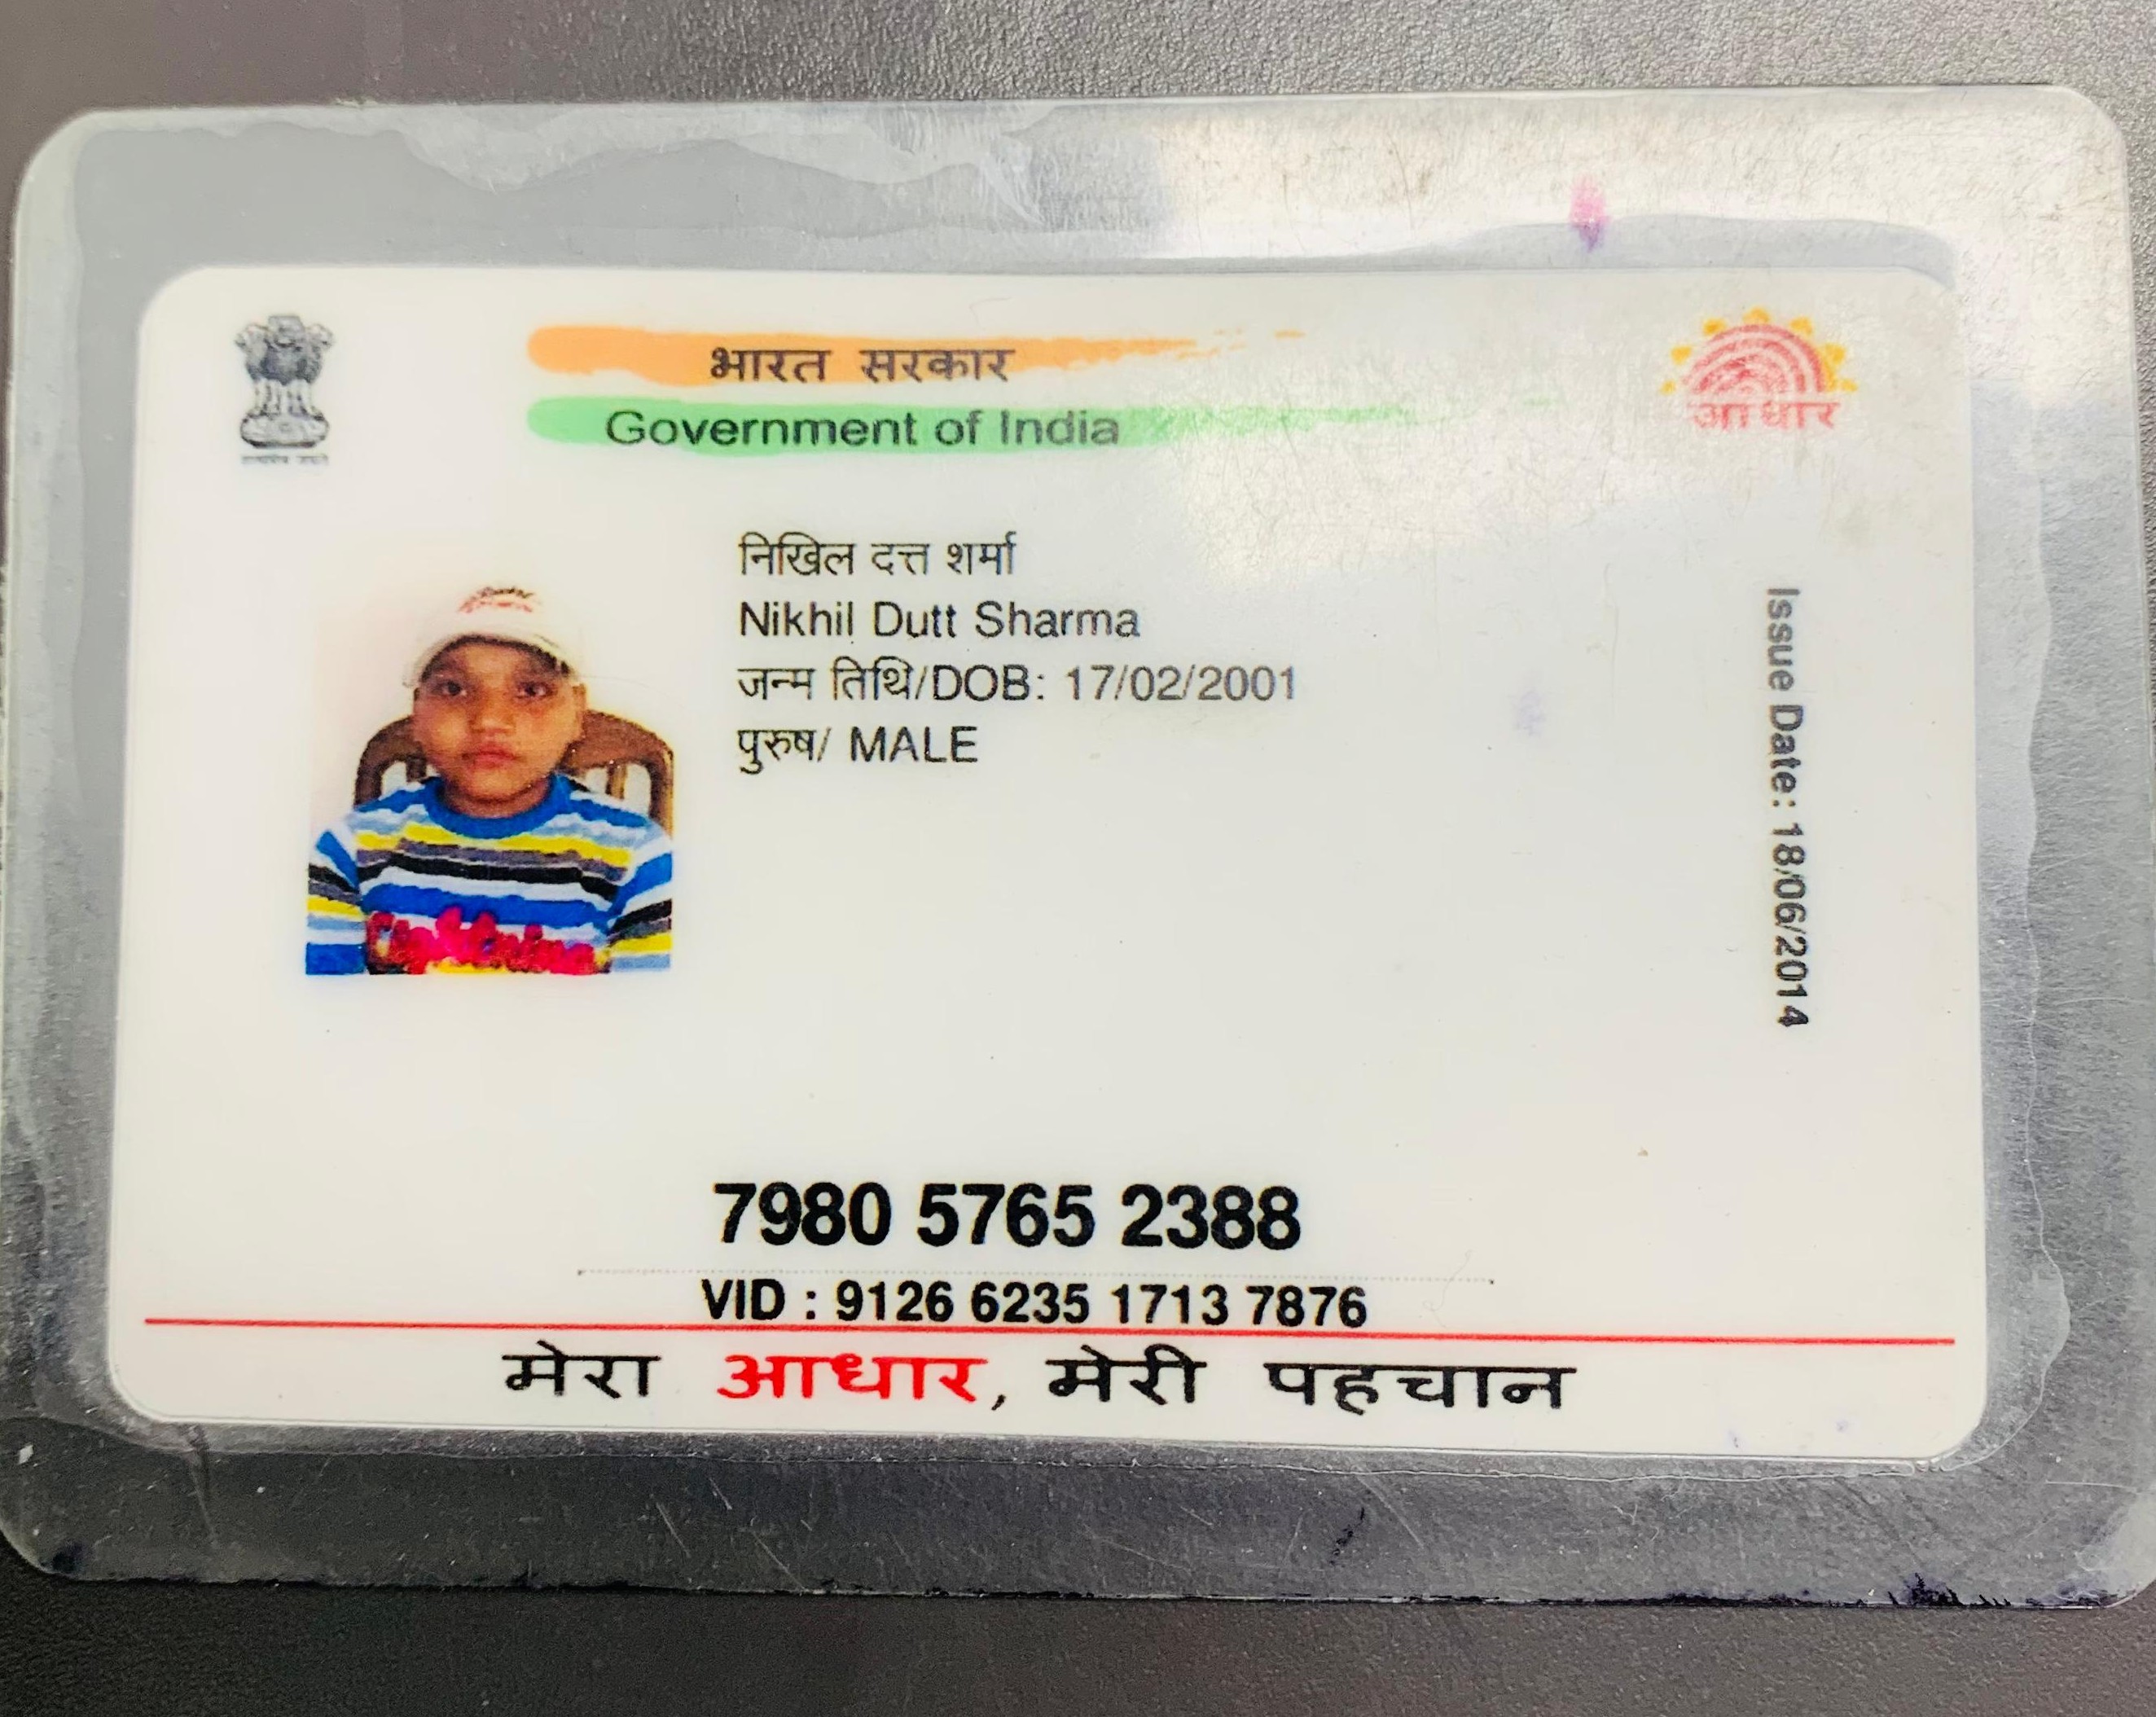 भारत सरकार
Government of India
आधार
निखिल दत्त शर्मा
Nikhil Dutt Sharma
जन्म तिथि/DOB: 17/02/2001
पुरुष/ MALE
Issue Date: 18/06/2014
7980 5765 2388
VID : 9126 6235 1713 7876
मेरा आधार, मेरी पहचान